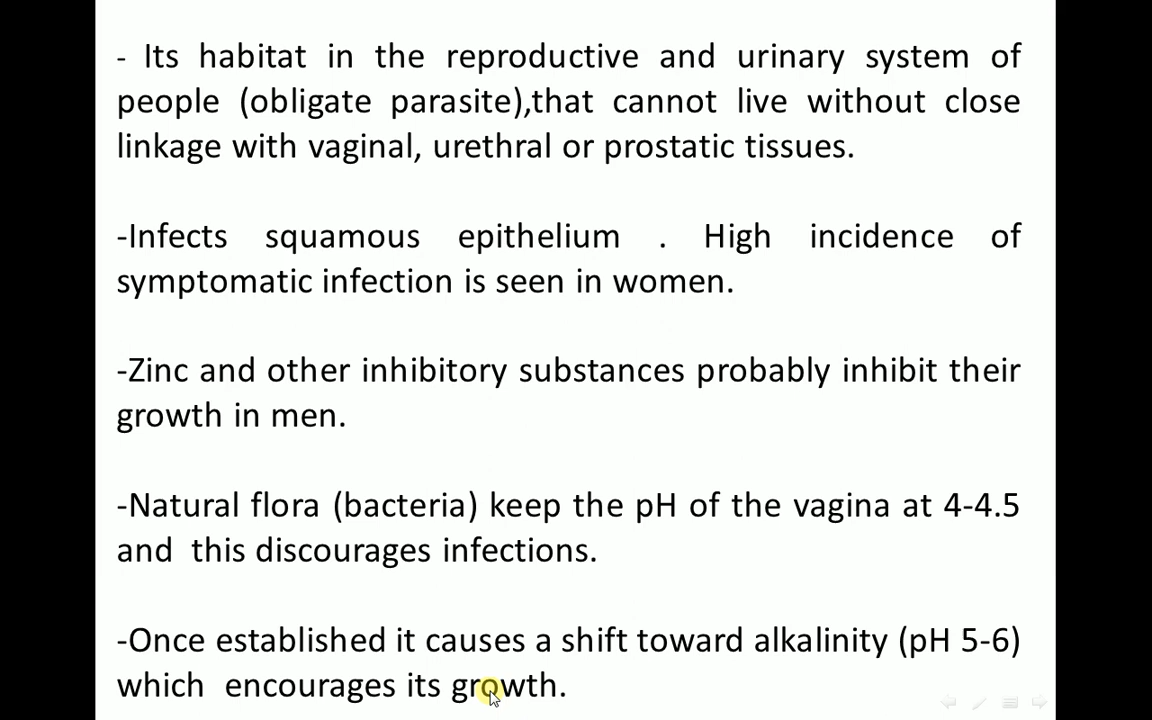 - Its habitat in the reproductive and urinary system of
people (obligate parasite),that cannot live without close
linkage with vaginal, urethral or prostatic tissues.
-Infects squamous epithelium . High incidence of
symptomatic infection is seen in women.
-Zinc and other inhibitory substances probably inhibit their
growth in men.
-Natural flora (bacteria) keep the pH of the vagina at 4-4.5
and this discourages infections.
-Once established it causes a shift toward alkalinity (pH 5-6)
which encourages its growth.